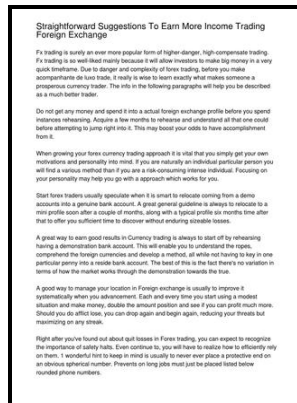 Straightforward Suggestions To Earn More Income Trading
Foreign Exchange
Fx trading is surely an ever more popular form of higher-danger, high-compensate trading.
Fx trading is so well-liked mainly because it will allow investors to make big money in a very
quick timeframe. Due to danger and complexity of forex trading, before you make
acompanhante de luxo trade, it really is wise to learn exactly what makes someone a
prosperous currency trader. The info in the following paragraphs will help you be described
as a much better trader.
Do not get any money and spend it into a actual foreign exchange profile before you spend
instances rehearsal. Acquire a few months to rehearse and understand all that one could
before attempting to jump right into it. This may boost your odds to have accomplishment
from it.
When growing your forex currency trading approach it is vital that you simply get your own
motivations and personality into mind. If you are naturally an individual particular person you
will find a various method than if you are a risk-consuming intense individual. Focusing on
your personality may help you go with a approach which works for you.
Start forex traders usually speculate when it is smart to relocate coming from a demo
accounts into a genuine bank account. A great general guideline is always to relocate to a
mini profile soon after a couple of months, along with a typical profile six months time after
that to offer you sufficient time to discover without enduring sizeable losses.
A great way to earn good results in Currency trading is always to start off by rehearsing
having a demonstration bank account. This will enable you to understand the ropes,
comprehend the foreign currencies and develop a method, all while not having to key in one
particular penny into a reside bank account. The best of this is the fact there's no variation in
terms of how the market works through the demonstration towards the true.
A good way to manage your location in Foreign exchange is usually to improve it
systematically when you advancement. Each and every time you start using a modest
situation and make money, double the amount position and see if you can profit much more.
Should you do afflict lose, you can drop again and begin again, reducing your threats but
maximizing on any streak.
Right after you've found out about quit losses in Forex trading, you can expect to recognize
the importance of safety halts. Even continue to, you will have to realize how to efficiently rely
on them. 1 wonderful hint to keep in mind is usually to never ever place a protective end on
an obvious spherical number. Prevents on long jobs must just be placed listed below
rounded phone numbers.